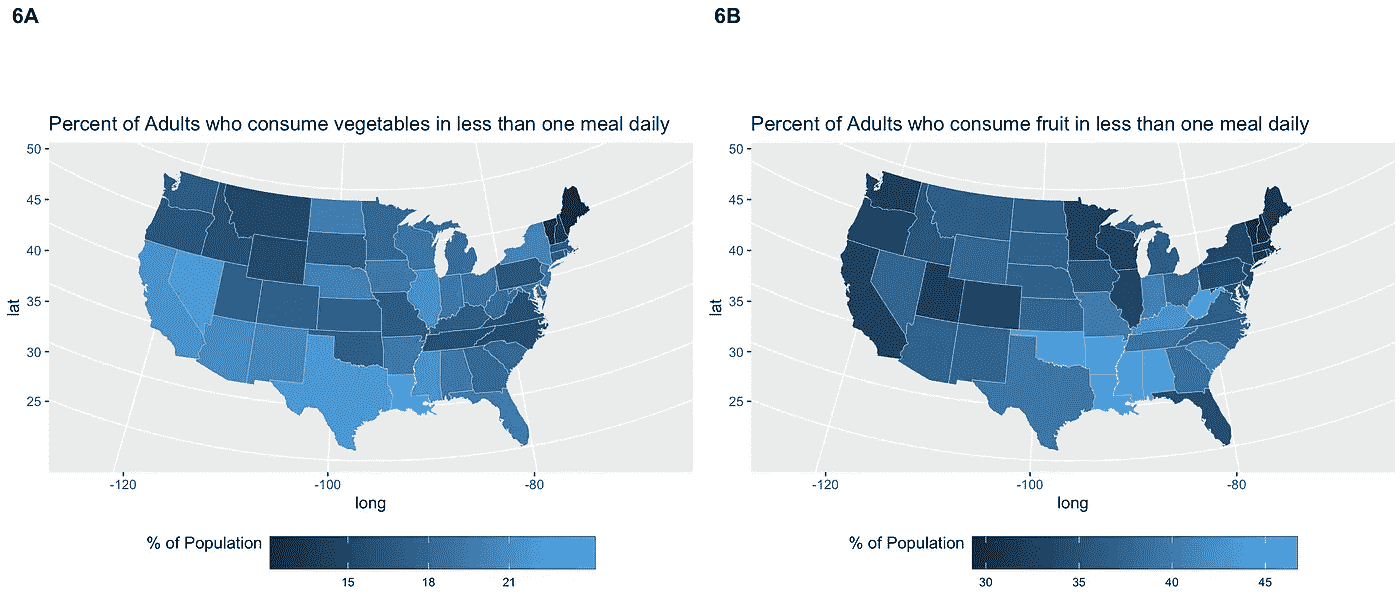 6A
6B
Percent of Adults who consume vegetables in less than one meal daily
50
45
40
35
30
25
lat
-120
-100
-80
long
% of Population
15
18
21
Percent of Adults who consume fruit in less than one meal daily
50
45
40
35
30
25
lat
-120
-100
-80
long
% of Population
30
35
40
45